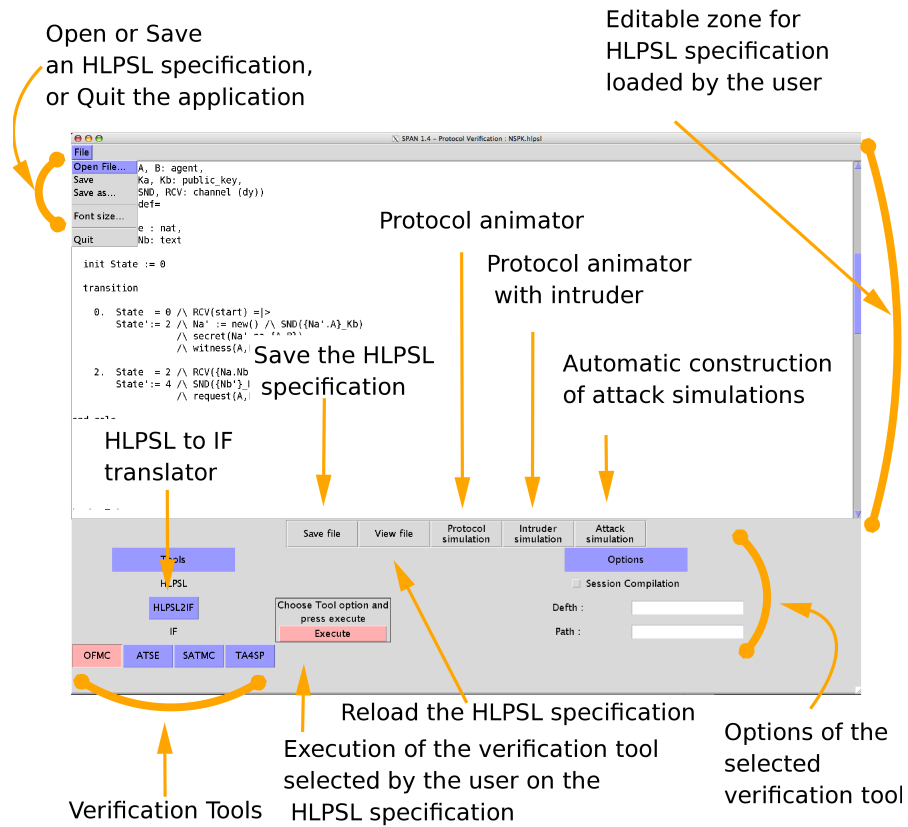 Open or Save
an HLPSL specification,
or Quit the application
Editable zone for
HLPSL specification
loaded by the user
SPAN 1.4 - Protocol Verification : NSPK.hlpsl
File
Open File...
Save
Save as...
Font size...
Quit
A, B: agent,
Ka, Kb: public_key,
SND, RCV: channel (dy))
def=
e : nat,
Nb: text
init State := 0
transition
0. State = 0 /\ RCV(start) =|>
State':= 2 /\ Na' := new() /\ SND({Na'.A}_Kb)
/\ secret(Na'
/\ witness(A,
2. State = 2 /\ RCV({Na.Nb
State':= 4 /\ SND({Nb'}_
/\ request(A,
Protocol animator
Protocol animator
with intruder
Automatic construction
of attack simulations
Save the HLPSL
specification
HLPSL to IF
translator
Save file
View file
Protocol
simulation
Intruder
simulation
Attack
simulation
Tools
HLPSL
HLPSL2IF
IF
OFMC
ATSE
SATMC
TA4SP
Choose Tool option and
press execute
Execute
Options
Session Compilation
Defth :
Path :
Reload the HLPSL specification
Execution of the verification tool
selected by the user on the
HLPSL specification
Verification Tools
Options of the
selected
verification tool